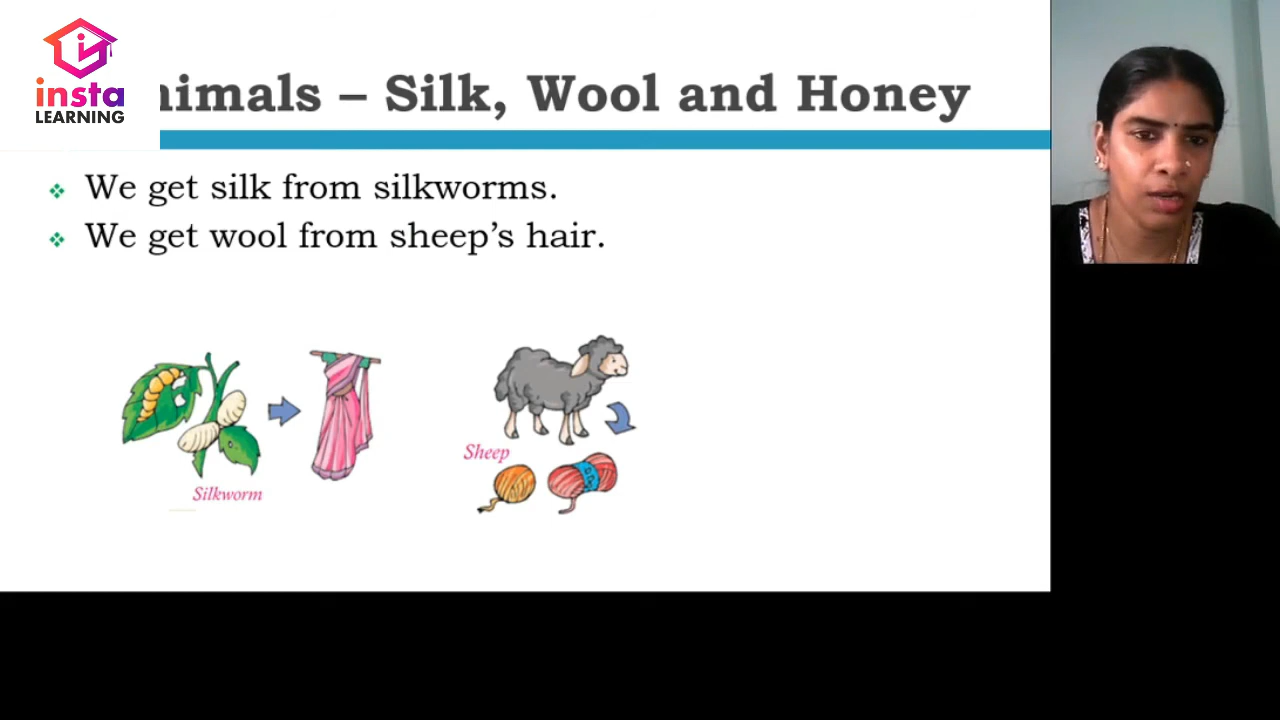 insta
LEARNING
nimals – Silk, Wool and Honey
We get silk from silkworms.
We get wool from sheep’s hair.
Silkworm
Sheep